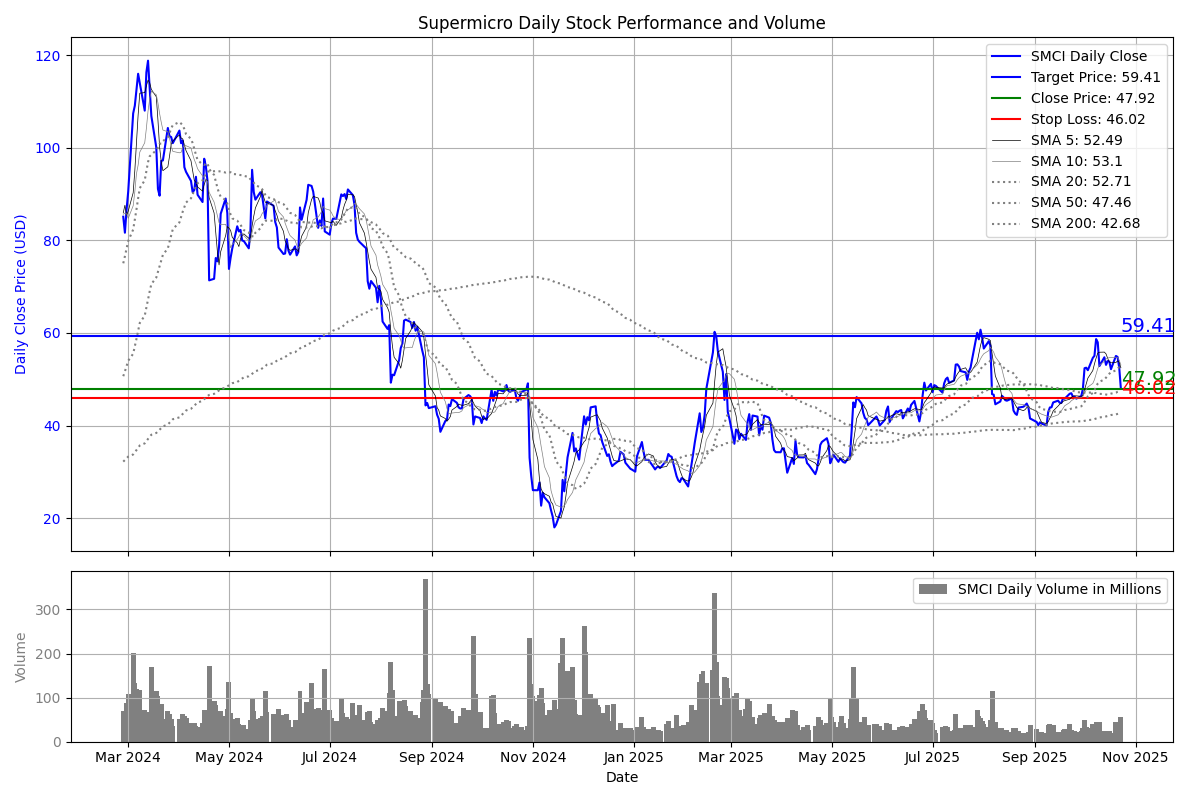 Supermicro Daily Stock Performance and Volume
Daily Close Price (USD)
120
100
80
60
40
20
SMCI Daily Close
Target Price: 59.41
Close Price: 47.92
Stop Loss: 46.02
SMA 5: 52.49
SMA 10: 53.1
SMA 20: 52.71
SMA 50: 47.46
SMA 200: 42.68
59.41
47.92
46.02
Volume
300
200
100
0
SMCI Daily Volume in Millions
Mar 2024 May 2024 Jul 2024 Sep 2024 Nov 2024 Jan 2025 Mar 2025 May 2025 Jul 2025 Sep 2025 Nov 2025
Date